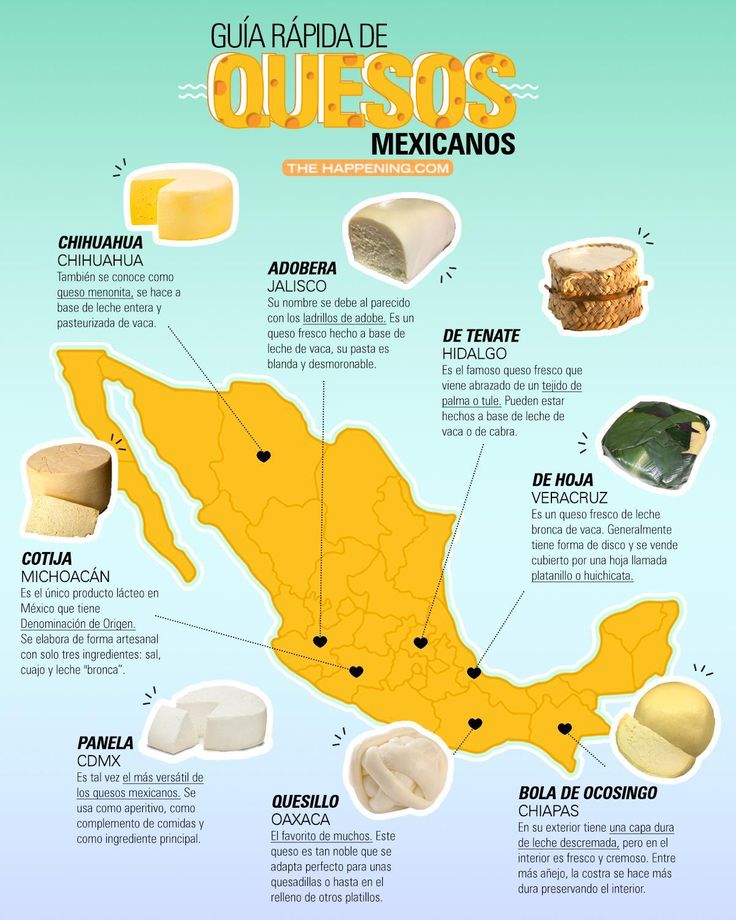 GUÍA RÁPIDA DE
QUESOS
MEXICANOS
THE HAPPENING.COM
CHIHUAHUA
CHIHUAHUA
También se conoce como
queso menonita, se hace a
base de leche entera y
pasteurizada de vaca.
ADOBERA
JALISCO
Su nombre se debe al parecido
con los ladrillos de adobe. Es un
queso fresco hecho a base de
leche de vaca, su pasta es
blanda y desmoronable.
DE TENATE
HIDALGO
Es el famoso queso fresco que
viene abrazado de un tejido de
palma o tule. Pueden estar
hechos a base de leche de
vaca o de cabra.
DE HOJA
VERACRUZ
Es un queso fresco de leche
bronca de vaca. Generalmente
tiene forma de disco y se vende
cubierto por una hoja llamada
platanillo o huichicata.
COTIJA
MICHOACÁN
Es el único producto lácteo en
México que tiene
Denominación de Origen.
Se elabora de forma artesanal
con solo tres ingredientes: sal,
cuajo y leche "bronca".
PANELA
CDMX
Es tal vez el más versátil de
los quesos mexicanos. Se
usa como aperitivo, como
complemento de comidas y
como ingrediente principal.
QUESILLO
OAXACA
El favorito de muchos. Este
queso es tan noble que se
adapta perfecto para unas
quesadillas o hasta en el
relleno de otros platillos.
BOLA DE OCOSINGO
CHIAPAS
En su exterior tiene una capa dura
de leche descremada, pero en el
interior es fresco y cremoso. Entre
más añejo, la costra se hace más
dura preservando el interior.